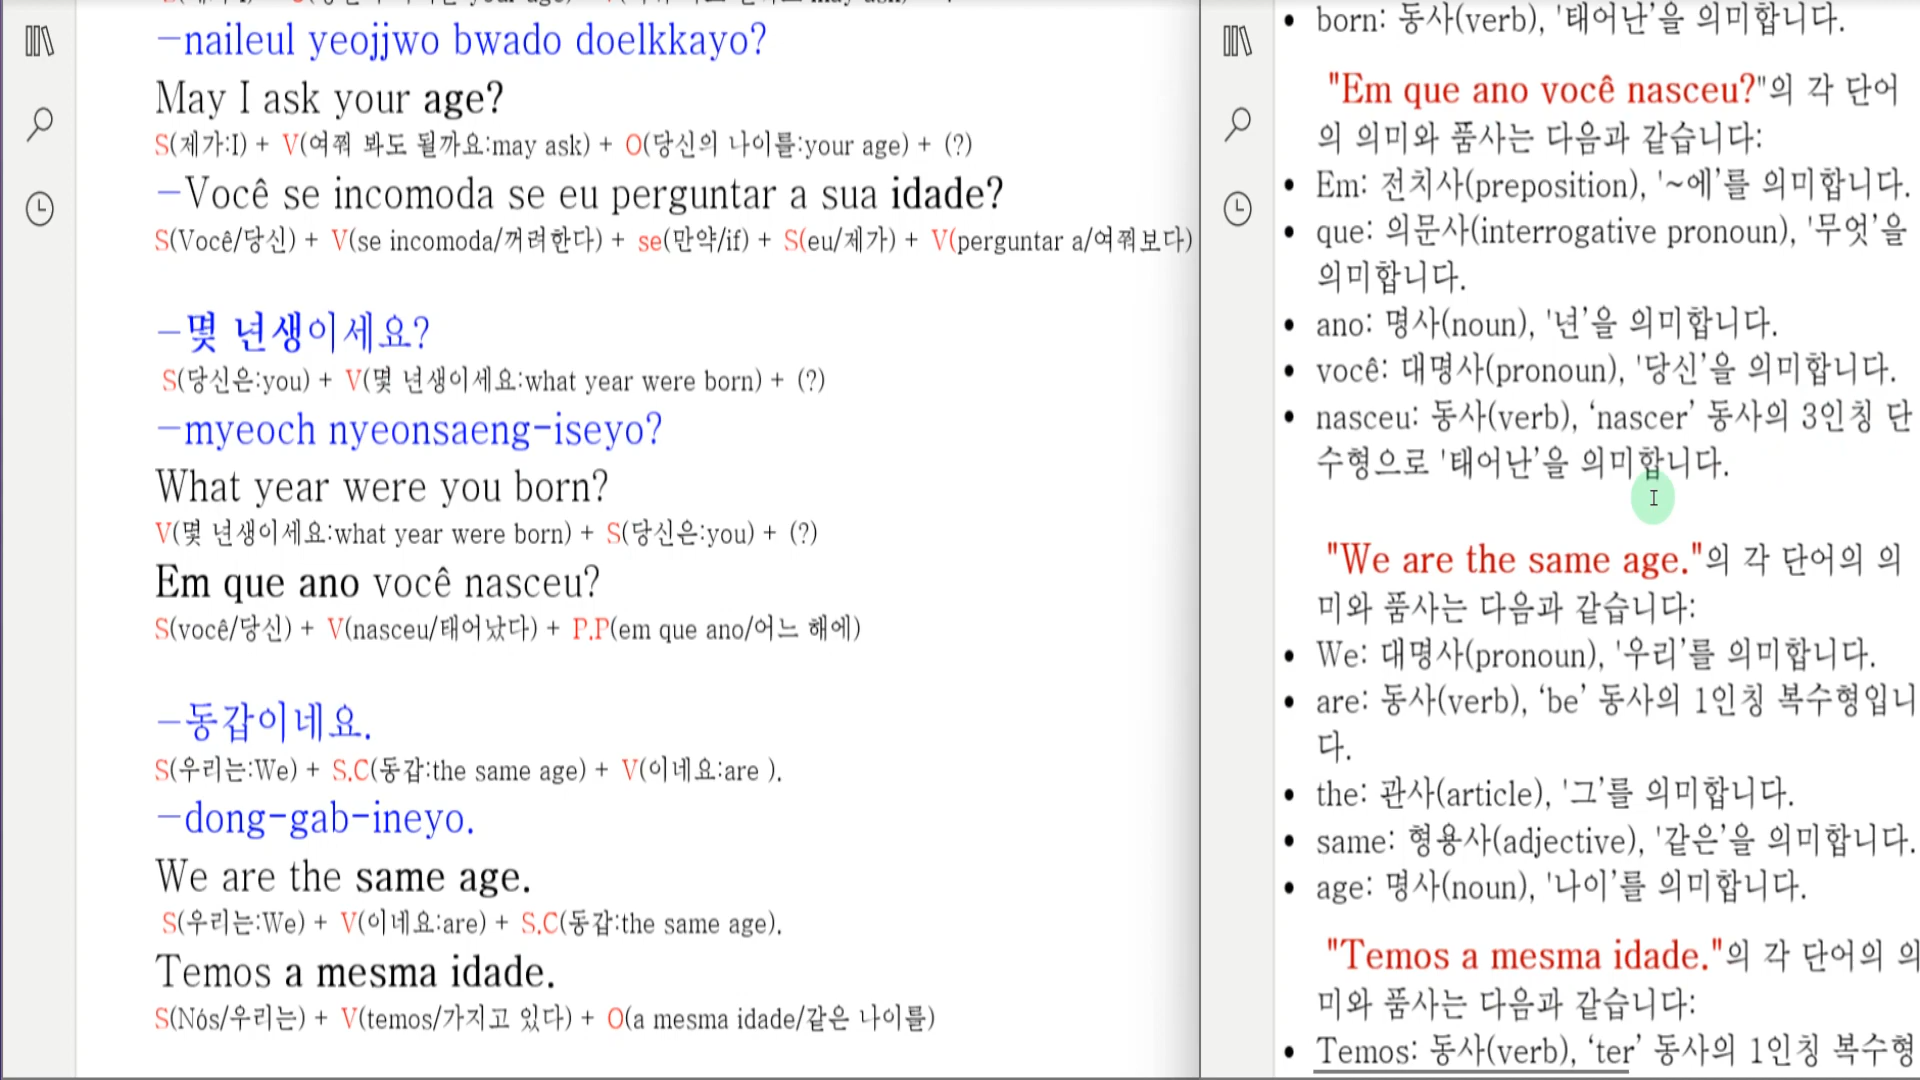 –naileul yeojjwo bwado doelkkayo?
May I ask your age?
S(제가:I) + V(여쭤 봐도 될까요:may ask) + O(당신의 나이를:your age) + (?)
–Você se incomoda se eu perguntar a sua idade?
S(Você/당신) + V(se incomoda/꺼려한다) + se(만약/if) + S(eu/제가) + V(perguntar a/여쭤보다)
–몇 년생이세요?
S(당신은:you) + V(몇 년생이세요:what year were born) + (?)
–myeoch nyeonsaeng-iseyo?
What year were you born?
V(몇 년생이세요:what year were born) + S(당신은:you) + (?)
Em que ano você nasceu?
S(você/당신) + V(nasceu/태어났다) + P.P(em que ano/어느 해에)
–동갑이네요.
S(우리는:We) + S.C(동갑:the same age) + V(이네요:are ).
–dong-gab-ineyo.
We are the same age.
S(우리는:We) + V(이네요:are) + S.C(동갑:the same age).
Temos a mesma idade.
S(Nós/우리는) + V(temos/가지고 있다) + O(a mesma idade/같은 나이를)
• born: 동사(verb), '태어난'을 의미합니다.
"Em que ano você nasceu?"의 각 단어
의 의미와 품사는 다음과 같습니다:
• Em: 전치사(preposition), '~에'를 의미합니다.
• que: 의문사(interrogative pronoun), '무엇'을
의미합니다.
• ano: 명사(noun), '년'을 의미합니다.
• você: 대명사(pronoun), '당신'을 의미합니다.
• nasceu: 동사(verb), ‘nascer’ 동사의 3인칭 단
수형으로 '태어난'을 의미합니다.
"We are the same age."의 각 단어의 의
미와 품사는 다음과 같습니다:
• We: 대명사(pronoun), '우리'를 의미합니다.
• are: 동사(verb), ‘be’ 동사의 1인칭 복수형입니
다.
• the: 관사(article), '그'를 의미합니다.
• same: 형용사(adjective), '같은'을 의미합니다.
• age: 명사(noun), '나이'를 의미합니다.
"Temos a mesma idade."의 각 단어의 의
미와 품사는 다음과 같습니다:
• Temos: 동사(verb), ‘ter’ 동사의 1인칭 복수형